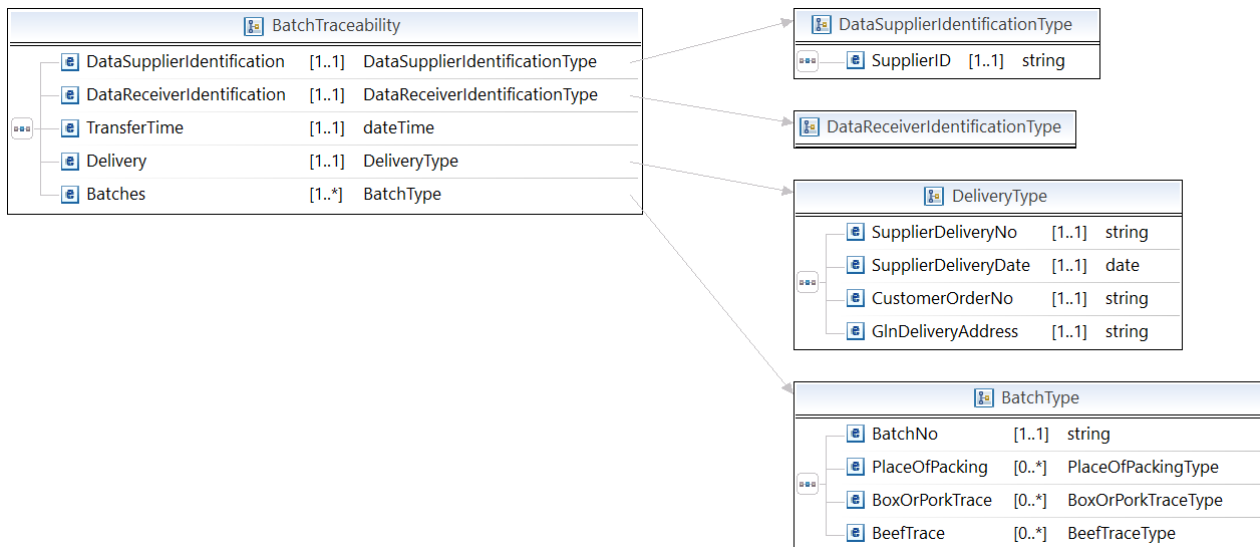 BatchTraceability
DataSupplierIdentification [1..1] DataSupplierIdentificationType
DataReceiverIdentification [1..1] DataReceiverIdentificationType
TransferTime [1..1] dateTime
Delivery [1..1] DeliveryType
Batches [1..*] BatchType
DataSupplierIdentificationType
SupplierID [1..1] string
DataReceiverIdentificationType
DeliveryType
SupplierDeliveryNo [1..1] string
SupplierDeliveryDate [1..1] date
CustomerOrderNo [1..1] string
GlnDeliveryAddress [1..1] string
BatchType
BatchNo [1..1] string
PlaceOfPacking [0..*] PlaceOfPackingType
BoxOrPorkTrace [0..*] BoxOrPorkTraceType
BeefTrace [0..*] BeefTraceType